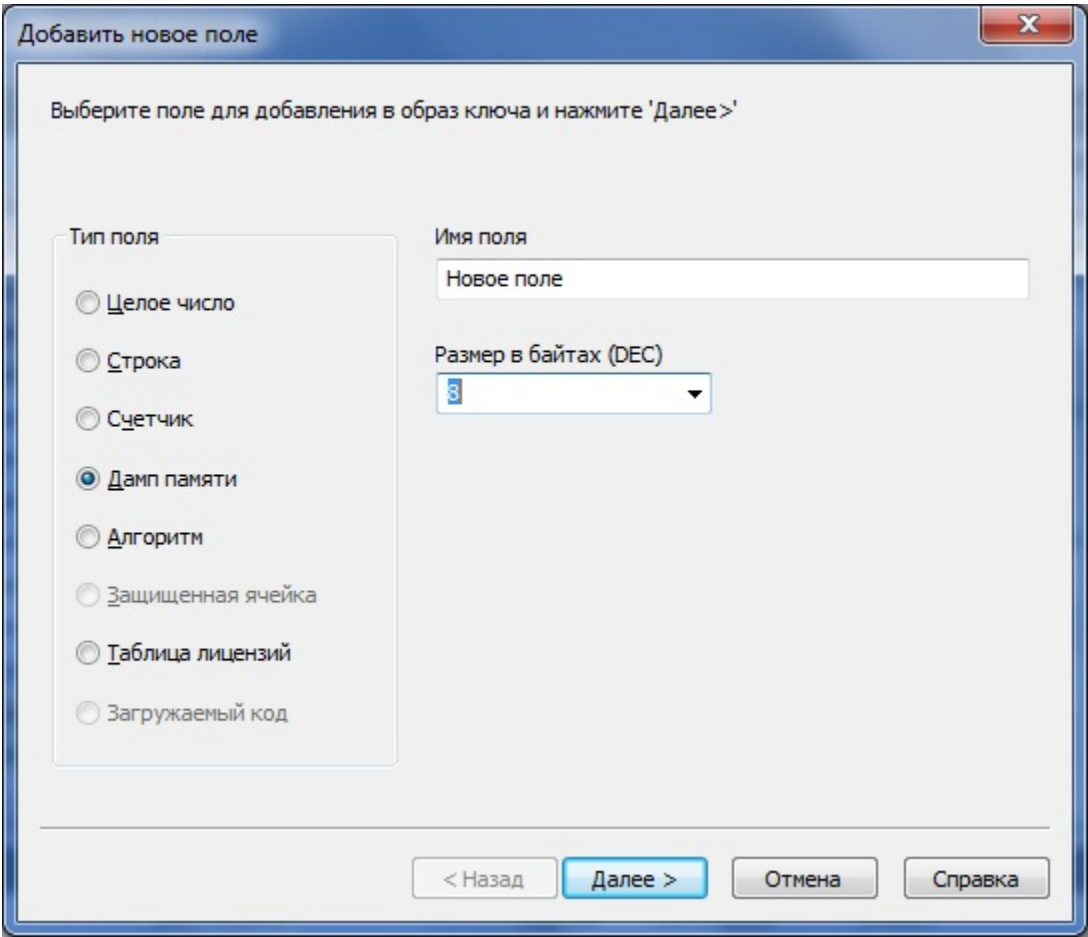 Добавить новое поле
Выберите поле для добавления в образ ключа и нажмите 'Далее>'
Тип поля
Целое число
Строка
Счетчик
Дамп памяти
Алгоритм
Защищенная ячейка
Таблица лицензий
Загружаемый код
Имя поля
Новое поле
Размер в байтах (DEC)
8
< Назад
Далее >
Отмена
Справка